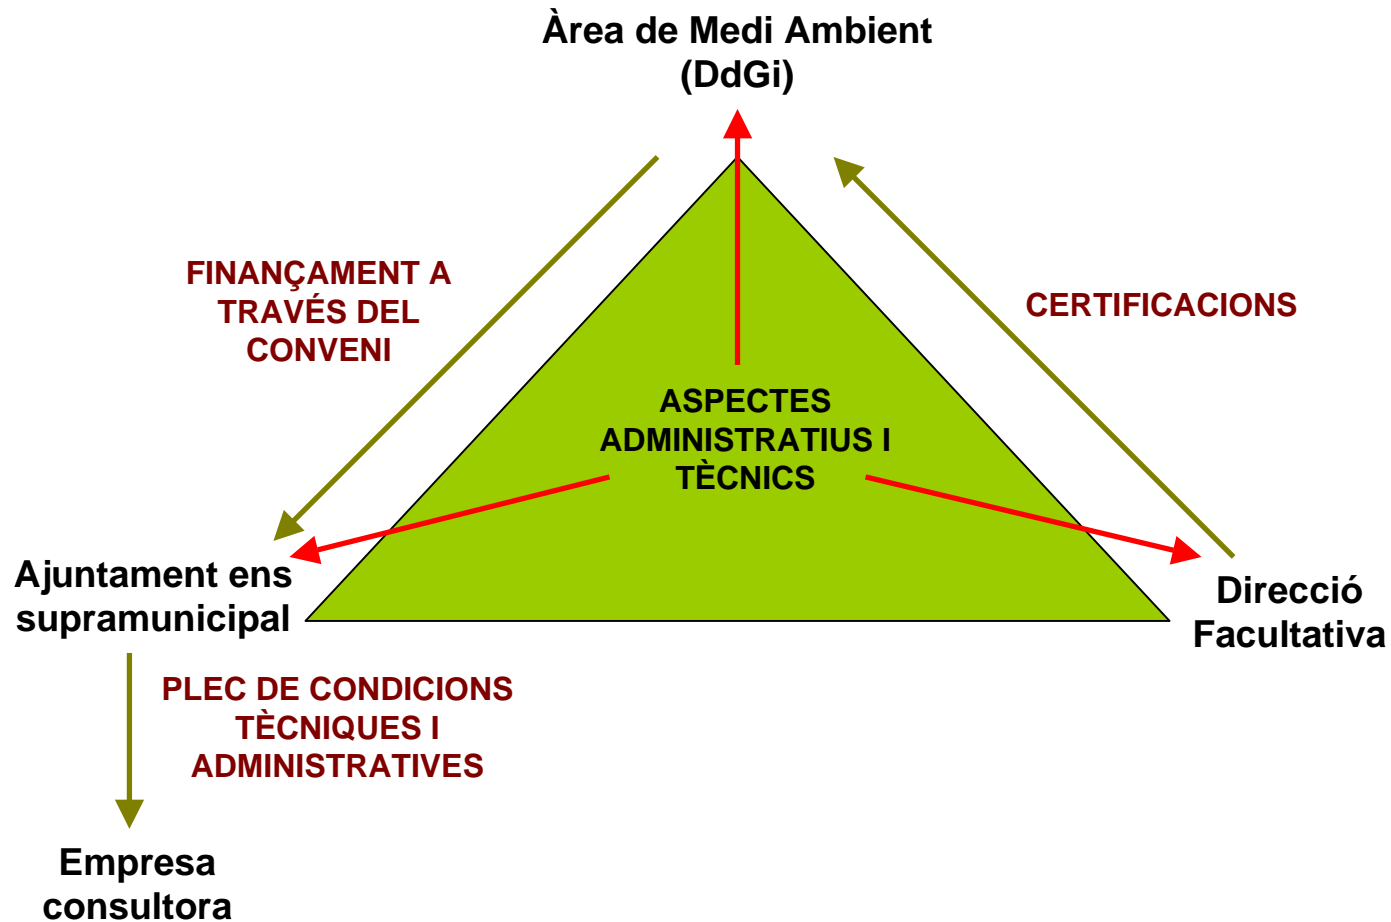 Àrea de Medi Ambient
(DdGi)
FINANÇAMENT A
TRAVÉS DEL
CONVENI
CERTIFICACIONS
ASPECTES
ADMINISTRATIUS I
TÈCNICS
Ajuntament ens
supramunicipal
Direcció
Facultativa
PLEC DE CONDICIONS
TÈCNIQUES I
ADMINISTRATIVES
Empresa
consultora